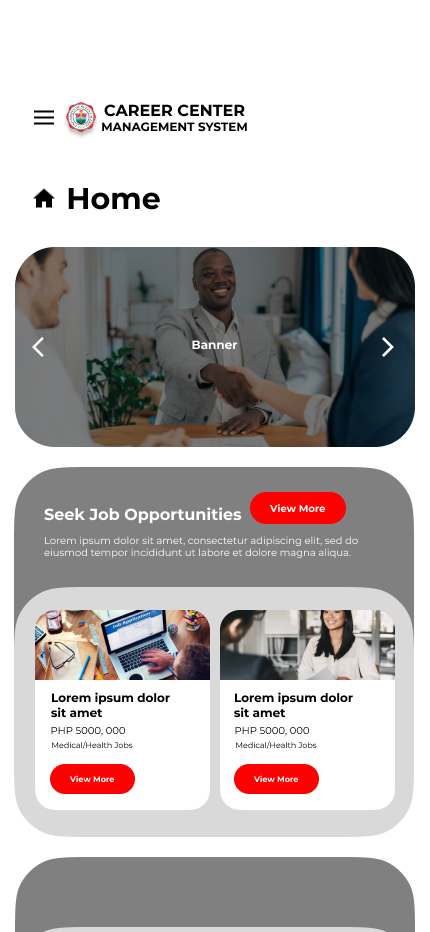 CAREER CENTER
MANAGEMENT SYSTEM
Home
Banner
Seek Job Opportunities
View More
Lorem ipsum dolor sit amet, consectetur adipiscing elit, sed do
eiusmod tempor incididunt ut labore et dolore magna aliqua.
Job Application
Lorem ipsum dolor
sit amet
PHP 5000, 000
Medical/Health Jobs
View More
Lorem ipsum dolor
sit amet
PHP 5000, 000
Medical/Health Jobs
View More